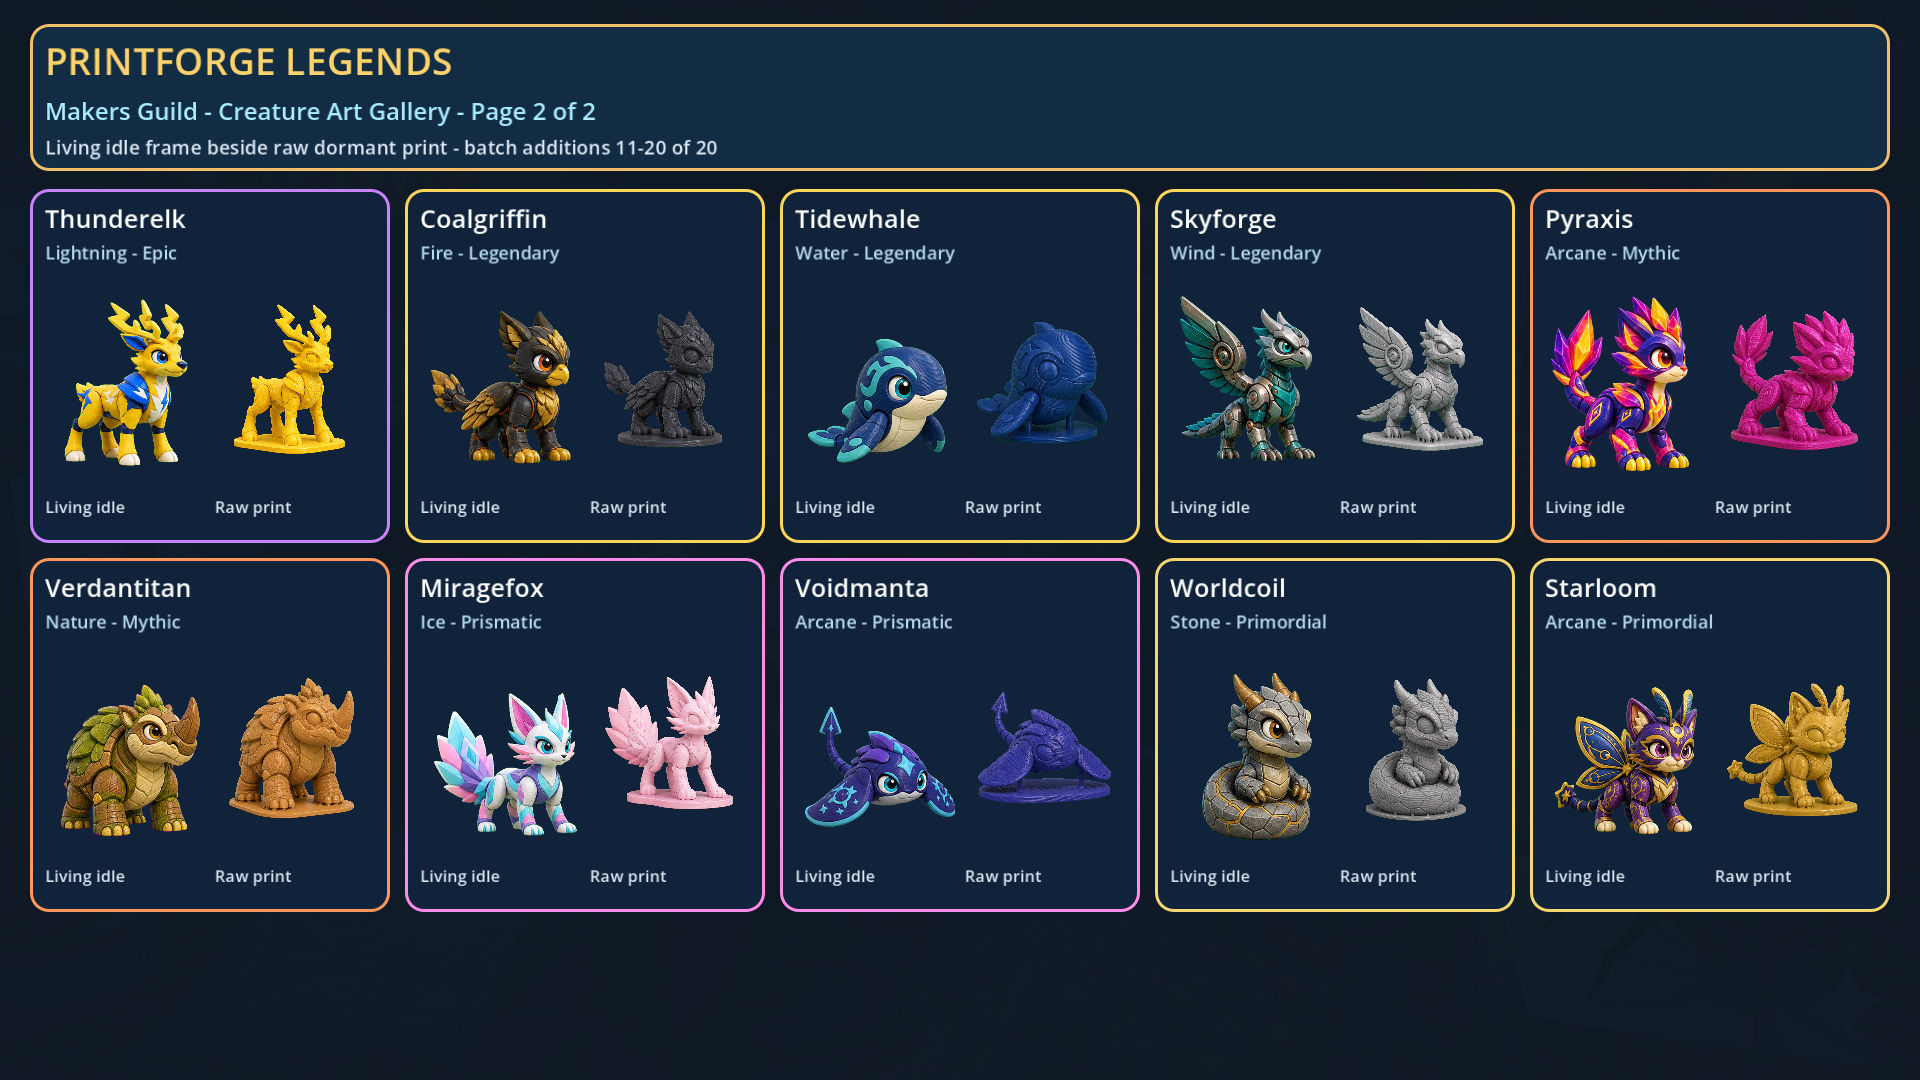 PRINTFORGE LEGENDS
Makers Guild - Creature Art Gallery - Page 2 of 2
Living idle frame beside raw dormant print - batch additions 11-20 of 20
Thunderelk
Lightning - Epic
Living idle
Raw print
Coalgriffin
Fire - Legendary
Living idle
Raw print
Tidewhale
Water - Legendary
Living idle
Raw print
Skyforge
Wind - Legendary
Living idle
Raw print
Pyraxis
Arcane - Mythic
Living idle
Raw print
Verdantitan
Nature - Mythic
Living idle
Raw print
Miragefox
Ice - Prismatic
Living idle
Raw print
Voidmanta
Arcane - Prismatic
Living idle
Raw print
Worldcoil
Stone - Primordial
Living idle
Raw print
Starloom
Arcane - Primordial
Living idle
Raw print